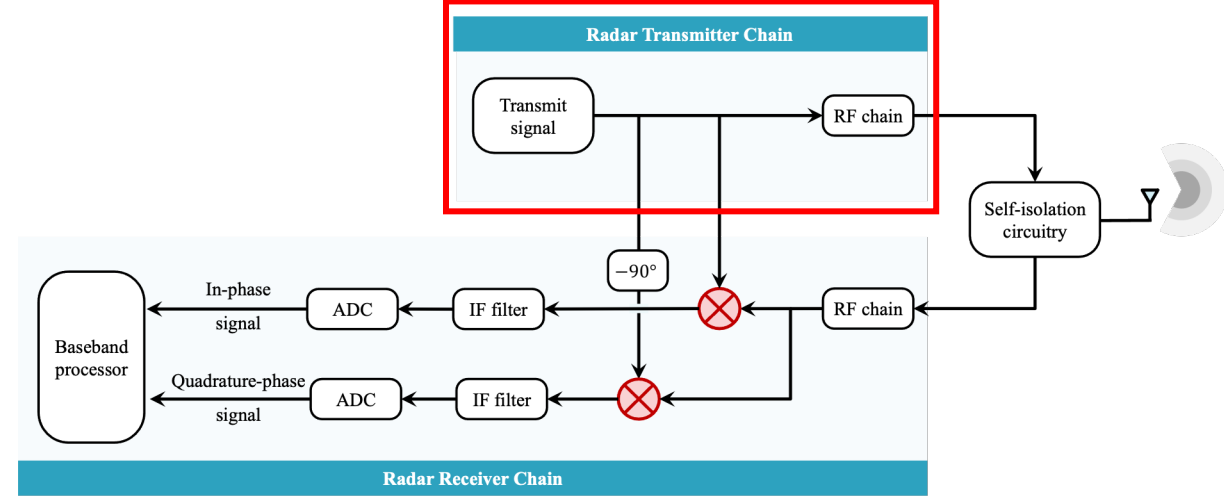 Radar Transmitter Chain
Transmit
signal
RF chain
Self-isolation
circuitry
−90°
In-phase
signal
ADC
IF filter
RF chain
Baseband
processor
Quadrature-phase
signal
ADC
IF filter
Radar Receiver Chain